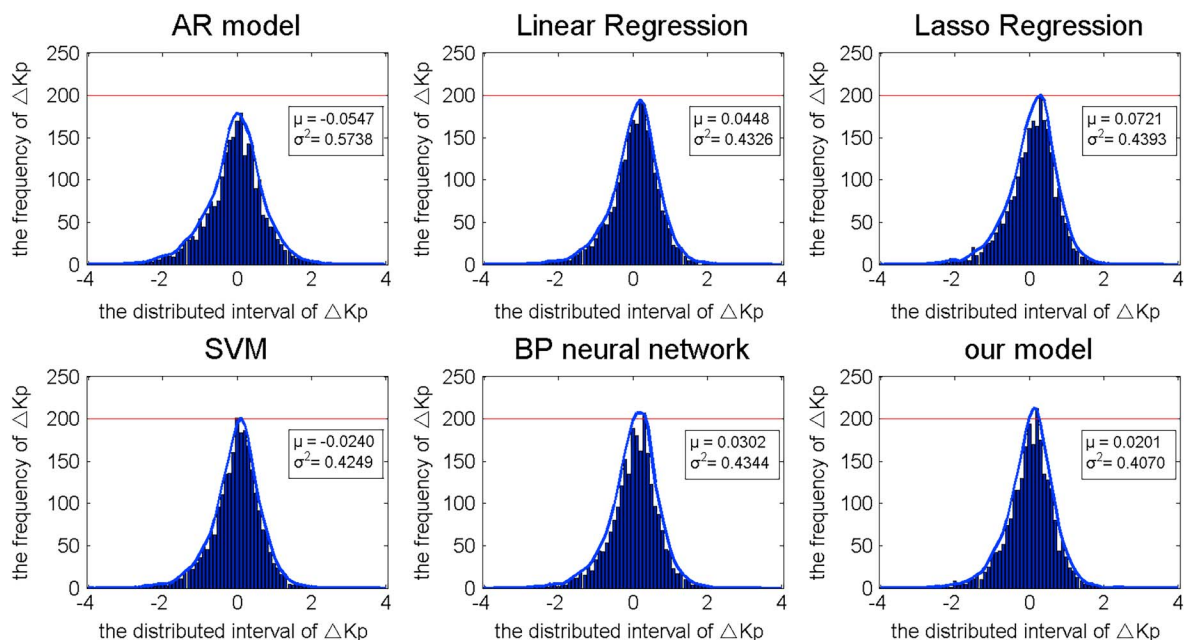 AR model
250
200
150
100
50
0
the frequency of △Kp
μ = -0.0547
σ²= 0.5738
-4 -2 0 2 4
the distributed interval of △Kp
Linear Regression
250
200
150
100
50
0
the frequency of △Kp
μ = 0.0448
σ²= 0.4326
-4 -2 0 2 4
the distributed interval of △Kp
Lasso Regression
250
200
150
100
50
0
the frequency of △Kp
μ = 0.0721
σ²= 0.4393
-4 -2 0 2 4
the distributed interval of △Kp
SVM
250
200
150
100
50
0
the frequency of △Kp
μ = -0.0240
σ²= 0.4249
-4 -2 0 2 4
the distributed interval of △Kp
BP neural network
250
200
150
100
50
0
the frequency of △Kp
μ = 0.0302
σ²= 0.4344
-4 -2 0 2 4
the distributed interval of △Kp
our model
250
200
150
100
50
0
the frequency of △Kp
μ = 0.0201
σ²= 0.4070
-4 -2 0 2 4
the distributed interval of △Kp